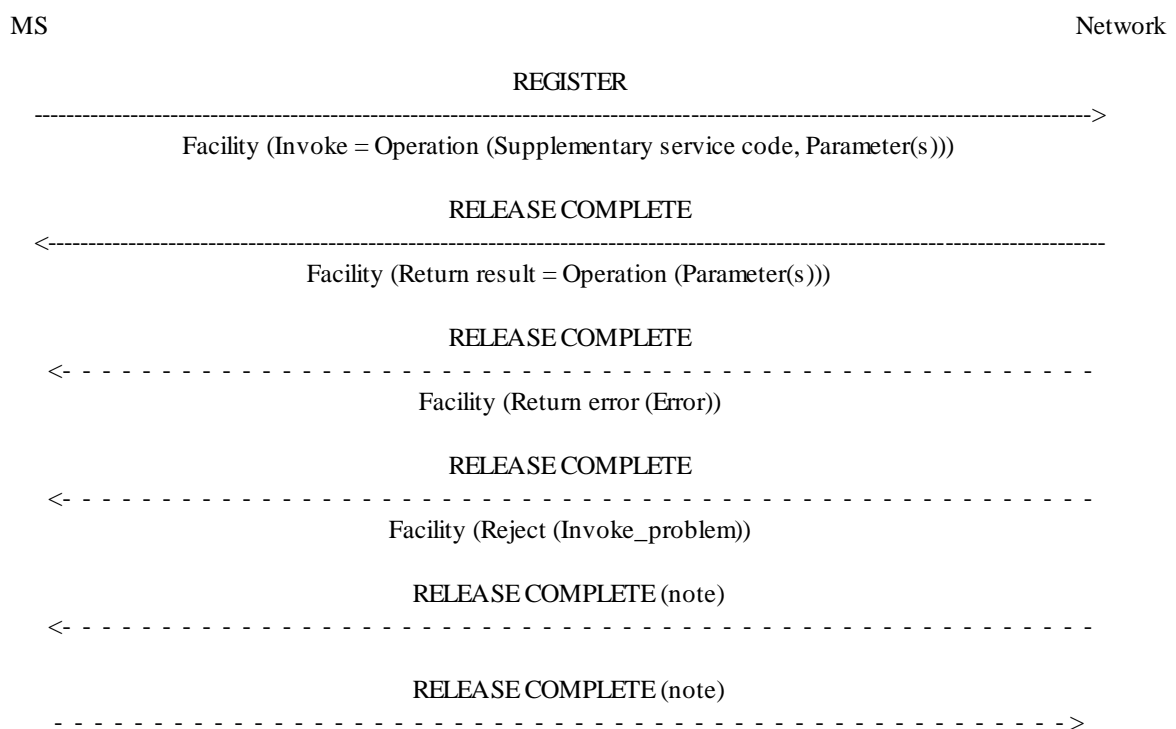 MS Network
REGISTER
Facility (Invoke = Operation (Supplementary service code, Parameter(s)))
RELEASE COMPLETE
Facility (Return result = Operation (Parameter(s)))
RELEASE COMPLETE
Facility (Return error (Error))
RELEASE COMPLETE
Facility (Reject (Invoke_problem))
RELEASE COMPLETE (note)
RELEASE COMPLETE (note)